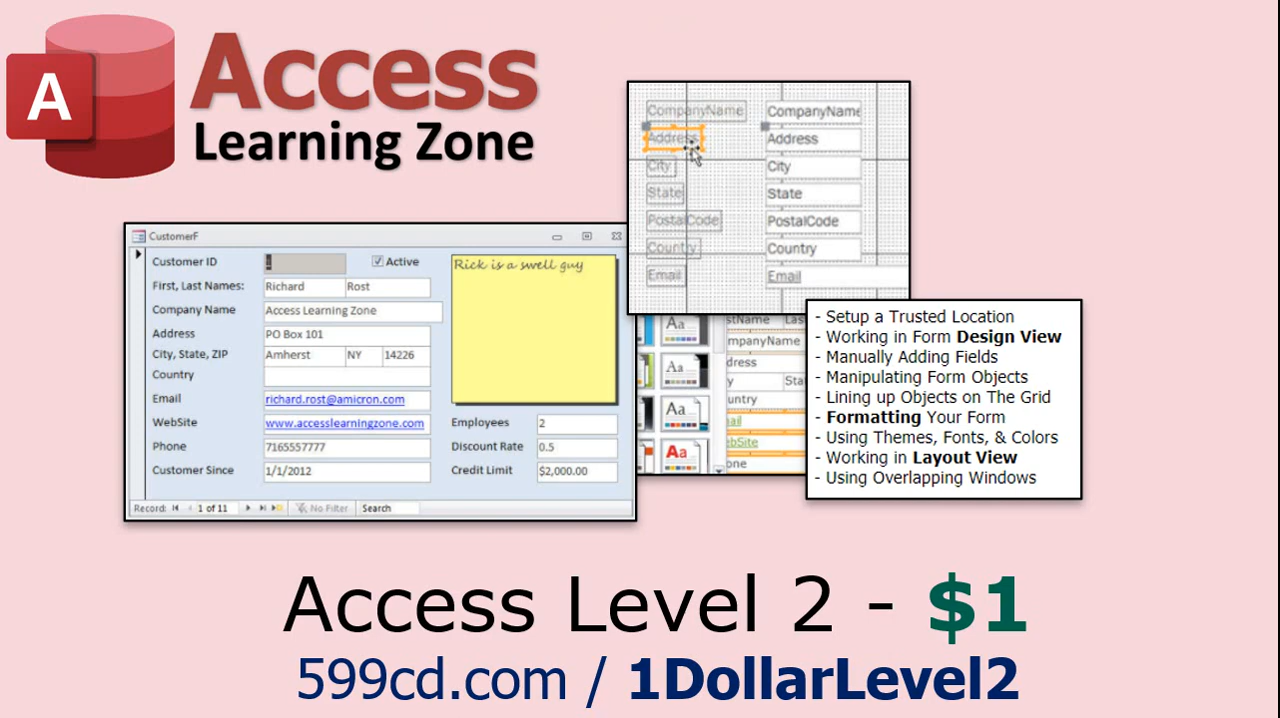 A
Access
Learning Zone
CompanyName CompanyName
Address Address
City City
State State
PostalCode PostalCode
Country Country
Email Email
CustomerF
Customer ID Active
First, Last Names: Richard Rost
Company Name Access Learning Zone
Address PO Box 101
City, State, ZIP Amherst NY 14226
Country
Email richard.rost@amicron.com
WebSite www.accesslearningzone.com
Phone 7165557777
Customer Since 1/1/2012
Rick is a swell guy
Employees 2
Discount Rate 0.5
Credit Limit $2,000.00
Record: 1 of 11 No Filter Search
Aa
Aa
Aa
Aa
- Setup a Trusted Location
- Working in Form Design View
- Manually Adding Fields
- Manipulating Form Objects
- Lining up Objects on The Grid
- Formatting Your Form
- Using Themes, Fonts, & Colors
- Working in Layout View
- Using Overlapping Windows
Access Level 2 - $1
599cd.com / 1DollarLevel2